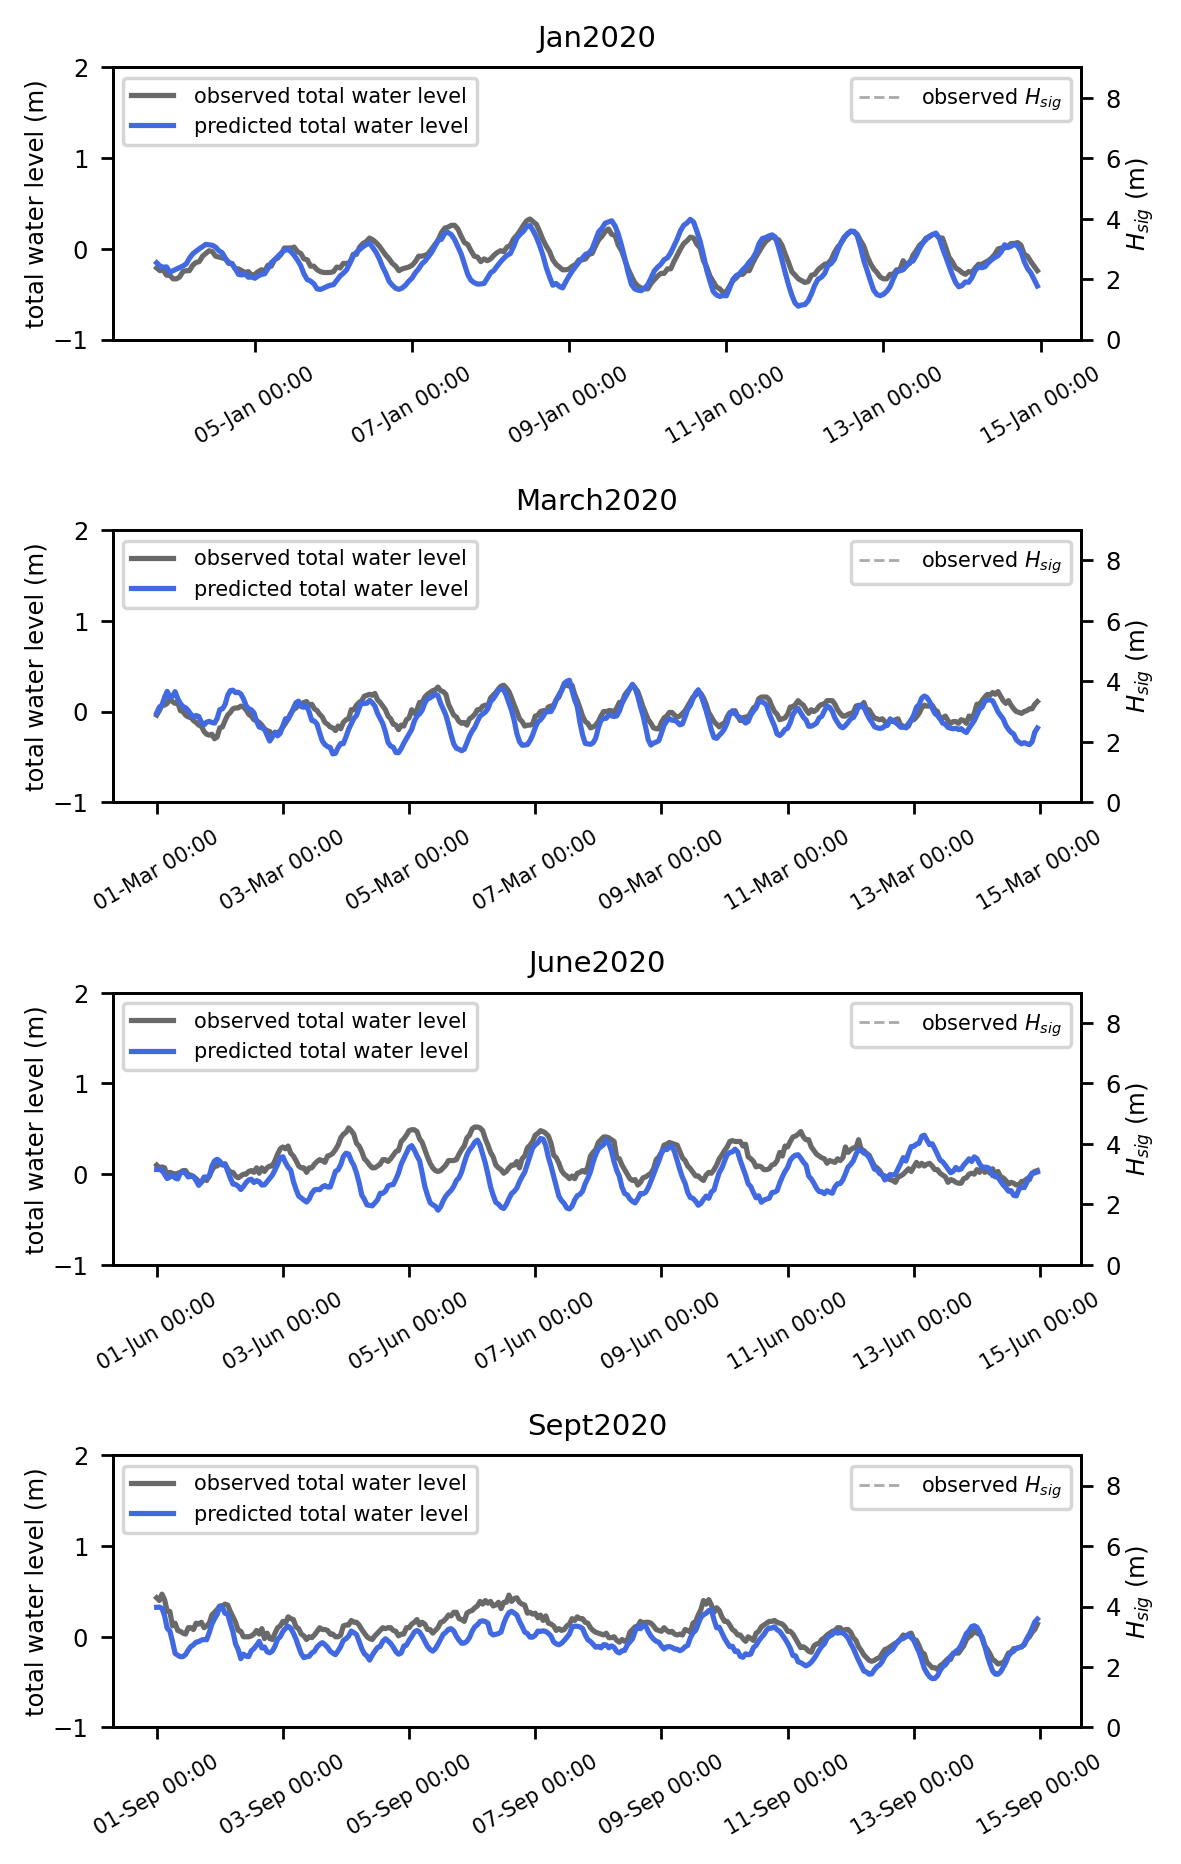 Jan2020
total water level (m)
2
1
0
−1
observed total water level
predicted total water level
observed H_sig
8
6
4
2
0
H_sig (m)
05-Jan 00:00
07-Jan 00:00
09-Jan 00:00
11-Jan 00:00
13-Jan 00:00
15-Jan 00:00
March2020
total water level (m)
2
1
0
−1
observed total water level
predicted total water level
observed H_sig
8
6
4
2
0
H_sig (m)
01-Mar 00:00
03-Mar 00:00
05-Mar 00:00
07-Mar 00:00
09-Mar 00:00
11-Mar 00:00
13-Mar 00:00
15-Mar 00:00
June2020
total water level (m)
2
1
0
−1
observed total water level
predicted total water level
observed H_sig
8
6
4
2
0
H_sig (m)
01-Jun 00:00
03-Jun 00:00
05-Jun 00:00
07-Jun 00:00
09-Jun 00:00
11-Jun 00:00
13-Jun 00:00
15-Jun 00:00
Sept2020
total water level (m)
2
1
0
−1
observed total water level
predicted total water level
observed H_sig
8
6
4
2
0
H_sig (m)
01-Sep 00:00
03-Sep 00:00
05-Sep 00:00
07-Sep 00:00
09-Sep 00:00
11-Sep 00:00
13-Sep 00:00
15-Sep 00:00